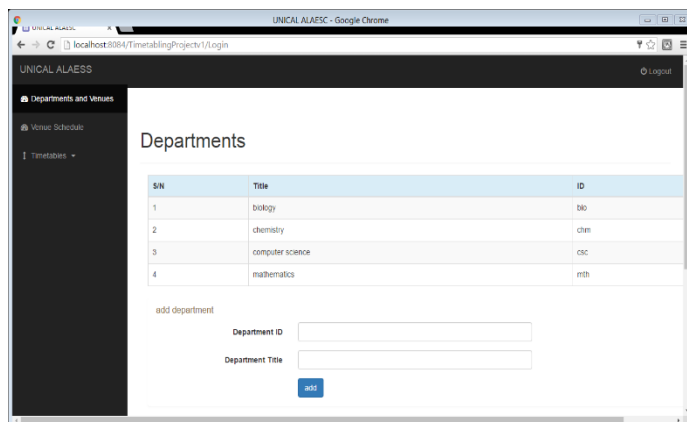 UNICAL ALAESC - Google Chrome
UNICAL ALAESC x
localhost:8084/TimetablingProjectv1/Login
UNICAL ALAESS
Logout
Departments and Venues
Venue Schedule
Timetables
Departments
S/N Title ID
1 biology bio
2 chemistry chm
3 computer science csc
4 mathematics mth
add department
Department ID
Department Title
add